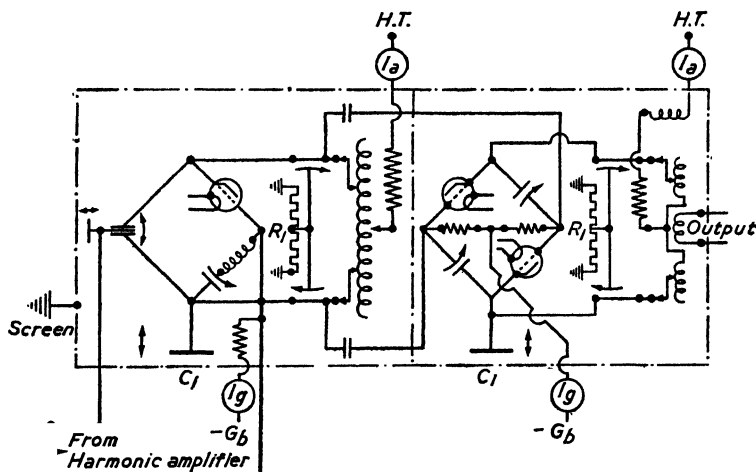 H.T.
H.T.
Ia
Ia
R1
R1
Output
Screen
C1
C1
Ig
Ig
-Gb
-Gb
From
Harmonic amplifier